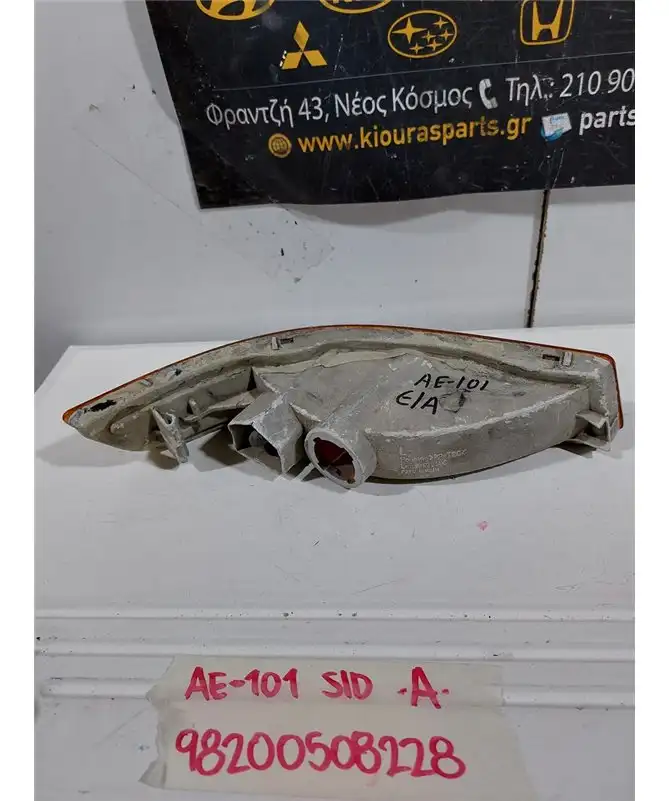 Φραντζή 43, Νέος Κόσμος Τηλ.: 210 90
www.kiourasparts.gr parts
AE-101
E/A
L
AE-101 SID .A.
98200508228